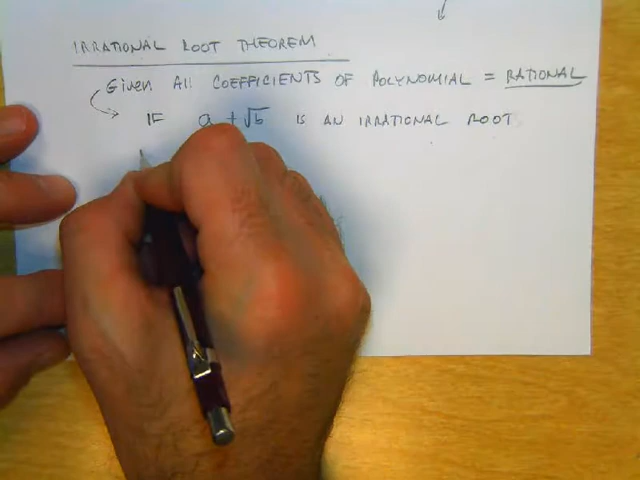 IRRATIONAL ROOT THEOREM
Given All COEFFICIENTS OF POLYNOMIAL = RATIONAL
IF a + √b IS AN IRRATIONAL ROOT